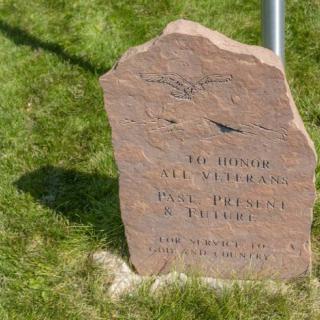 TO HONOR
ALL VETERANS
PAST, PRESENT
& FUTURE
FOR SERVICE TO
GOD AND COUNTRY